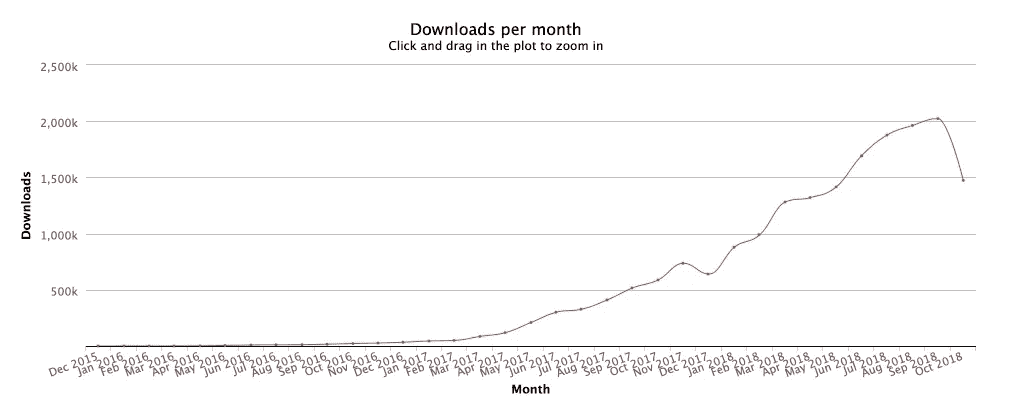 Downloads per month
Click and drag in the plot to zoom in
2,500k
2,000k
1,500k
1,000k
500k
Downloads
Dec 2015
Jan 2016
Feb 2016
Mar 2016
Apr 2016
May 2016
Jun 2016
Jul 2016
Aug 2016
Sep 2016
Oct 2016
Nov 2016
Dec 2016
Jan 2017
Feb 2017
Mar 2017
Apr 2017
May 2017
Jun 2017
Jul 2017
Aug 2017
Sep 2017
Oct 2017
Nov 2017
Dec 2017
Jan 2018
Feb 2018
Mar 2018
Apr 2018
May 2018
Jun 2018
Jul 2018
Aug 2018
Sep 2018
Oct 2018
Month